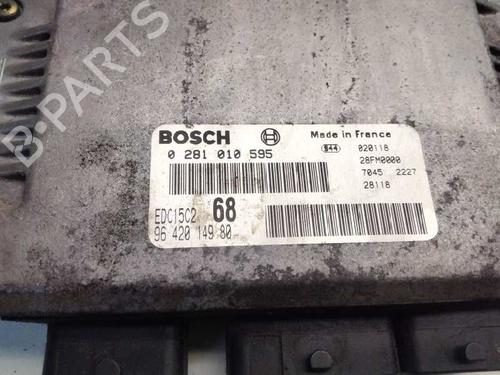 B-PARTS
BOSCH
Made in France
0 281 010 595
S44 020118
28FM0000
7045 2227
28118
EDC15C2 68
96 420 149 80